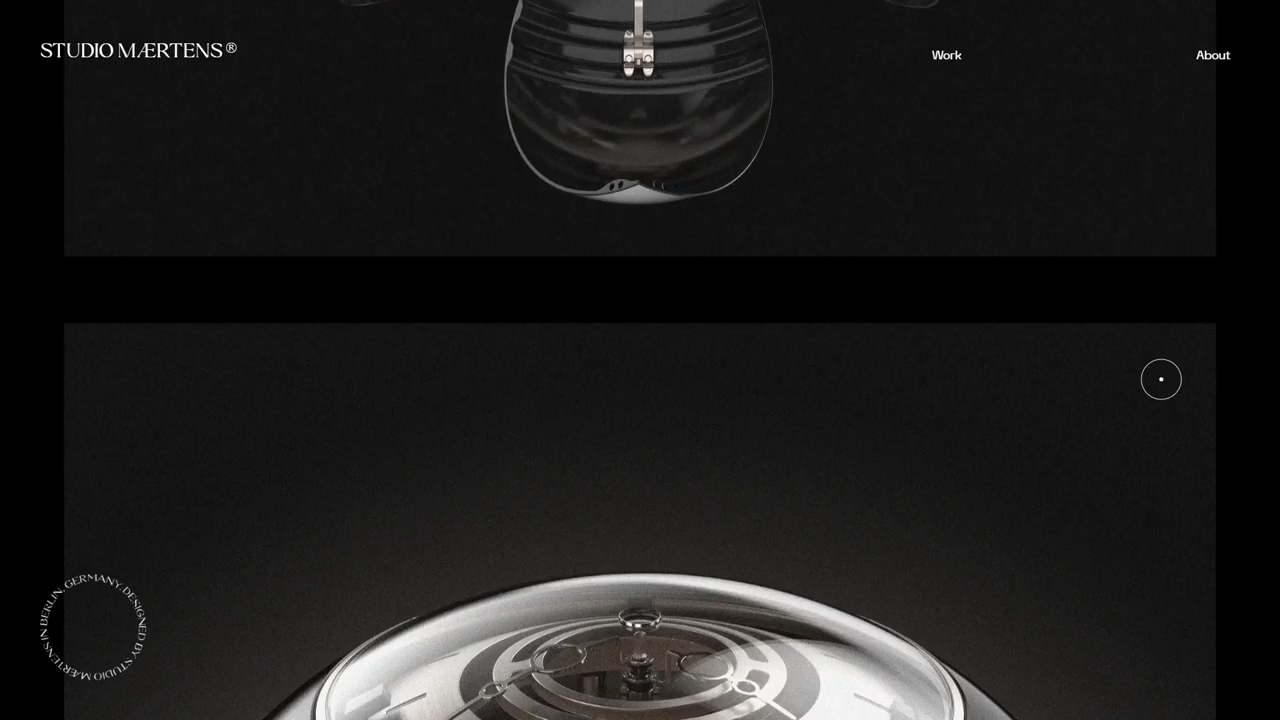 STUDIO MÆRTENS®
Work
About
DESIGNED BY STUDIO MÆRTENS IN BERLIN, GERMANY.